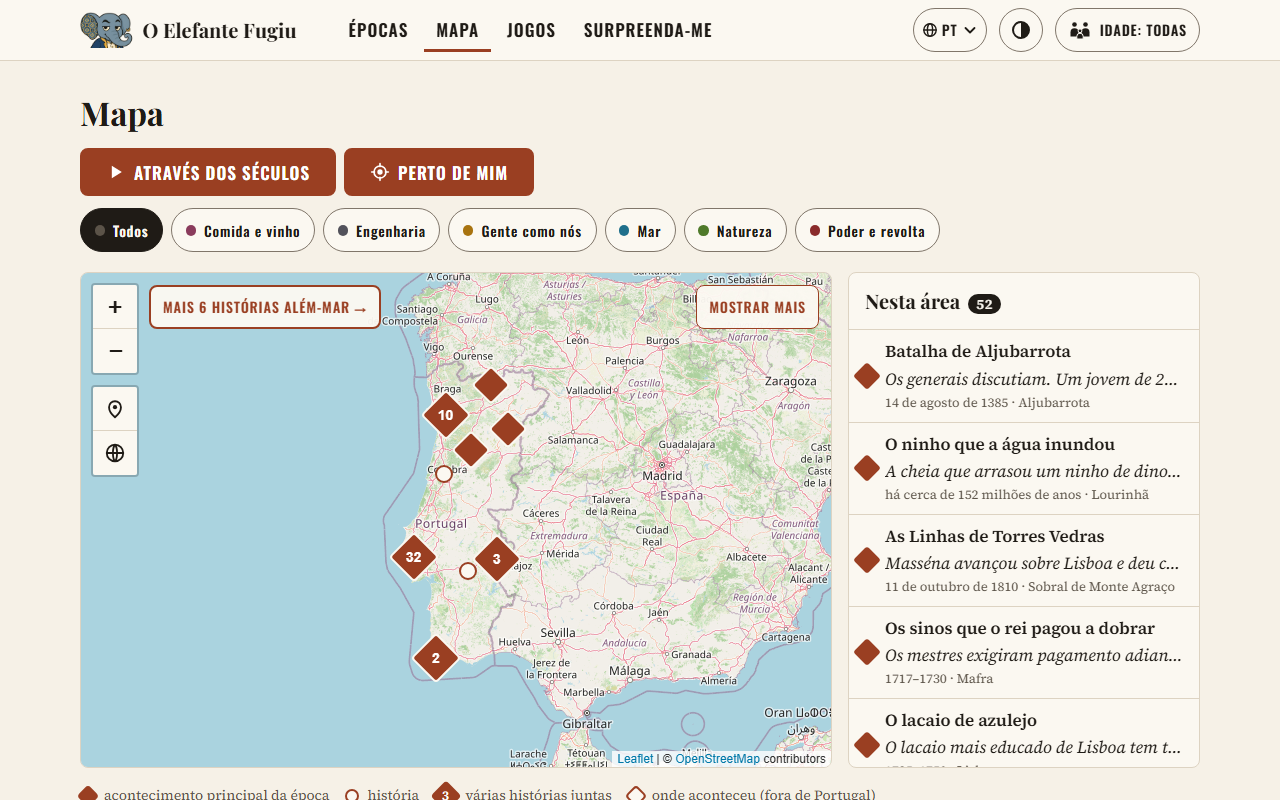 O Elefante Fugiu
ÉPOCAS
MAPA
JOGOS
SURPREENDA-ME
PT
IDADE: TODAS
Mapa
ATRAVÉS DOS SÉCULOS
PERTO DE MIM
Todos
Comida e vinho
Engenharia
Gente como nós
Mar
Natureza
Poder e revolta
+
−
MAIS 6 HISTÓRIAS ALÉM-MAR →
MOSTRAR MAIS
A Coruña
Lugo
Asturias /
Asturies
San Sebastián
Pau
Santiago
Compostela
Galicia
León
Burgos
Nafarroa
Vigo
Ourense
Palencia
Braga
Valladolid
Castilla
y León
Zaragoza
Aragón
10
Salamanca
Guadalajara
Madrid
España
Talavera
de la Reina
Portugal
Cáceres
Extremadura
Ciudad
Real
Comunitat
Valenciana
32
3
Mérida
Albacete
Alacant /
Alicante
Región de
Murcia
Córdoba
Jaén
Huelva
Sevilla
Andalucía
Cartagena
2
Granada
Jerez de
la Frontera
Málaga
Almería
Marbella
Gibraltar
Oran
وهران
Larache
Tétouan
Leaflet | © OpenStreetMap contributors
Nesta área 52
Batalha de Aljubarrota
Os generais discutiam. Um jovem de 2...
14 de agosto de 1385 · Aljubarrota
O ninho que a água inundou
A cheia que arrasou um ninho de dino...
há cerca de 152 milhões de anos · Lourinhã
As Linhas de Torres Vedras
Masséna avançou sobre Lisboa e deu c...
11 de outubro de 1810 · Sobral de Monte Agraço
Os sinos que o rei pagou a dobrar
Os mestres exigiram pagamento adian...
1717–1730 · Mafra
O lacaio de azulejo
O lacaio mais educado de Lisboa tem t...
acontecimento principal da época
história
3
várias histórias juntas
onde aconteceu (fora de Portugal)